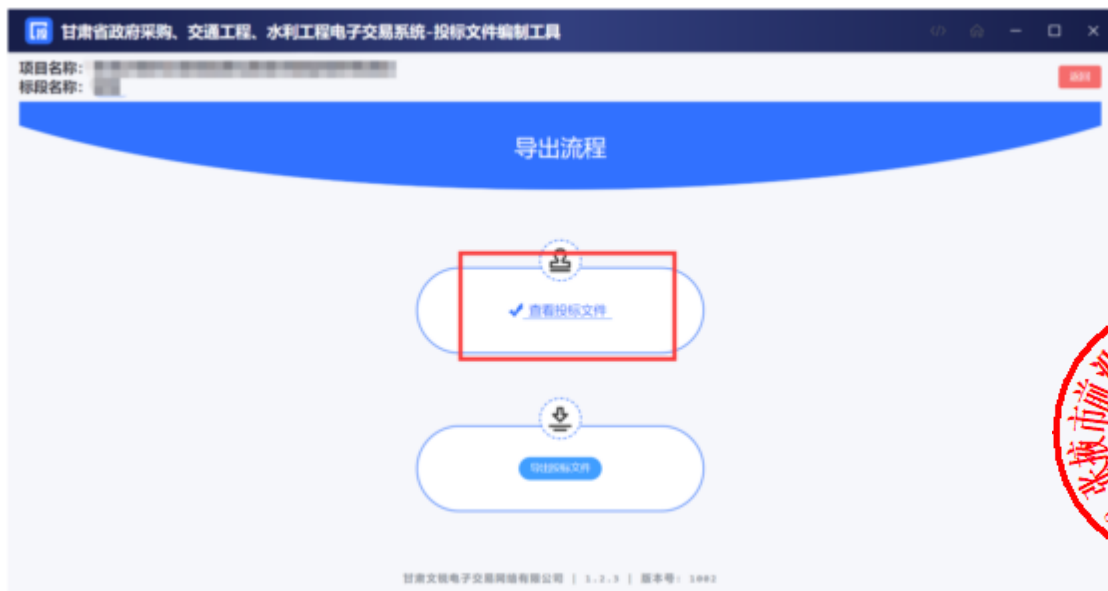 甘肃省政府采购、交通工程、水利工程电子交易系统-投标文件编制工具
项目名称：
标段名称：
返回
导出流程
查看投标文件
导出投标文件
甘肃文锐电子交易网络有限公司 | 1.2.3 | 版本号: 1002
张掖市